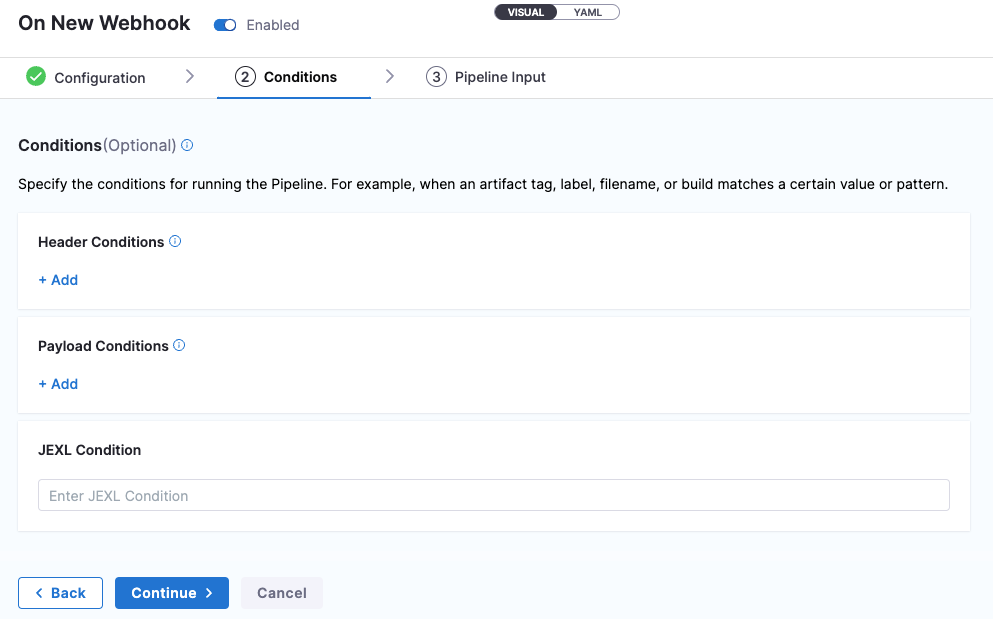 On New Webhook Enabled VISUAL YAML
Configuration 2 Conditions 3 Pipeline Input
Conditions(Optional)
Specify the conditions for running the Pipeline. For example, when an artifact tag, label, filename, or build matches a certain value or pattern.
Header Conditions
+ Add
Payload Conditions
+ Add
JEXL Condition
Enter JEXL Condition
Back Continue Cancel